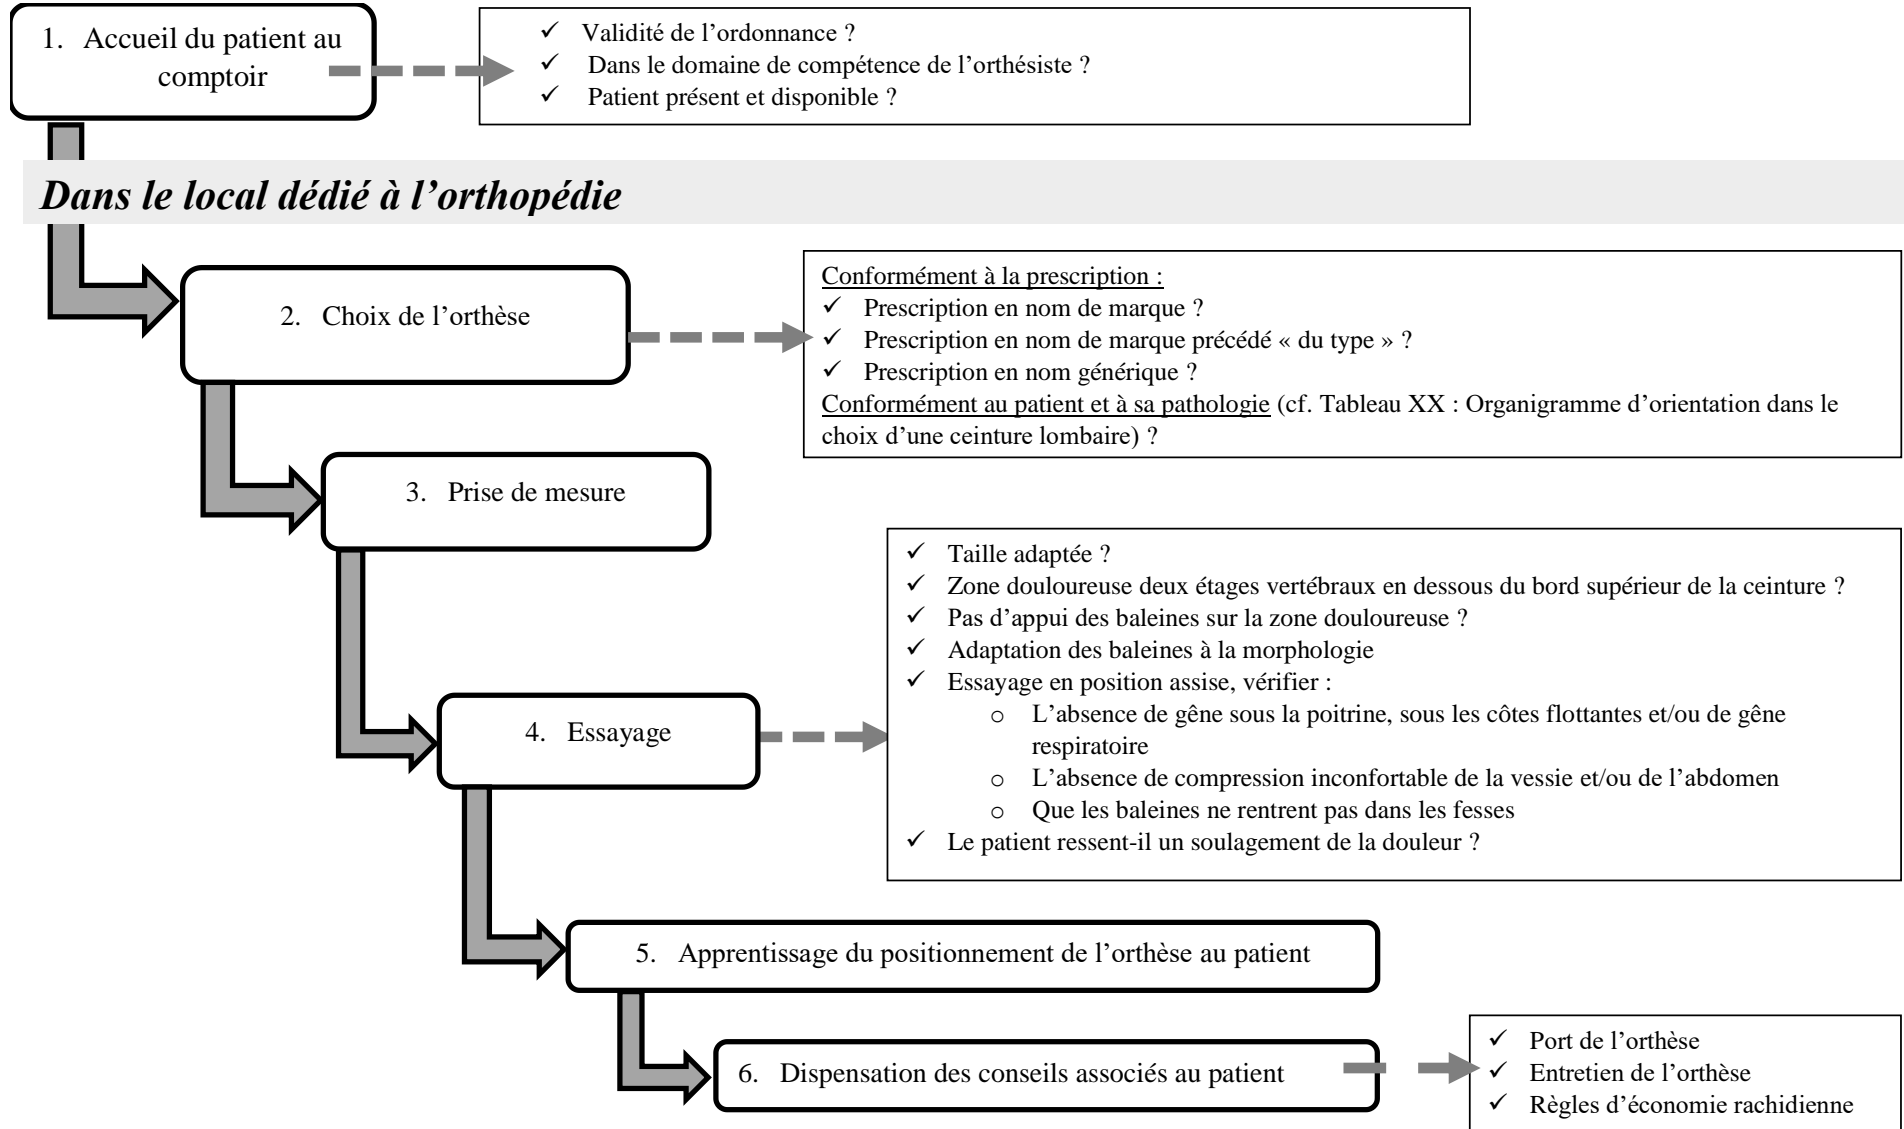 1. Accueil du patient au
comptoir
✓ Validité de l’ordonnance ?
✓ Dans le domaine de compétence de l’orthésiste ?
✓ Patient présent et disponible ?
Dans le local dédié à l’orthopédie
2. Choix de l’orthèse
Conformément à la prescription :
✓ Prescription en nom de marque ?
✓ Prescription en nom de marque précédé « du type » ?
✓ Prescription en nom générique ?
Conformément au patient et à sa pathologie (cf. Tableau XX : Organigramme d’orientation dans le
choix d’une ceinture lombaire) ?
3. Prise de mesure
4. Essayage
✓ Taille adaptée ?
✓ Zone douloureuse deux étages vertébraux en dessous du bord supérieur de la ceinture ?
✓ Pas d’appui des baleines sur la zone douloureuse ?
✓ Adaptation des baleines à la morphologie
✓ Essayage en position assise, vérifier :
o L’absence de gêne sous la poitrine, sous les côtes flottantes et/ou de gêne
respiratoire
o L’absence de compression inconfortable de la vessie et/ou de l’abdomen
o Que les baleines ne rentrent pas dans les fesses
✓ Le patient ressent-il un soulagement de la douleur ?
5. Apprentissage du positionnement de l’orthèse au patient
6. Dispensation des conseils associés au patient
✓ Port de l’orthèse
✓ Entretien de l’orthèse
✓ Règles d’économie rachidienne